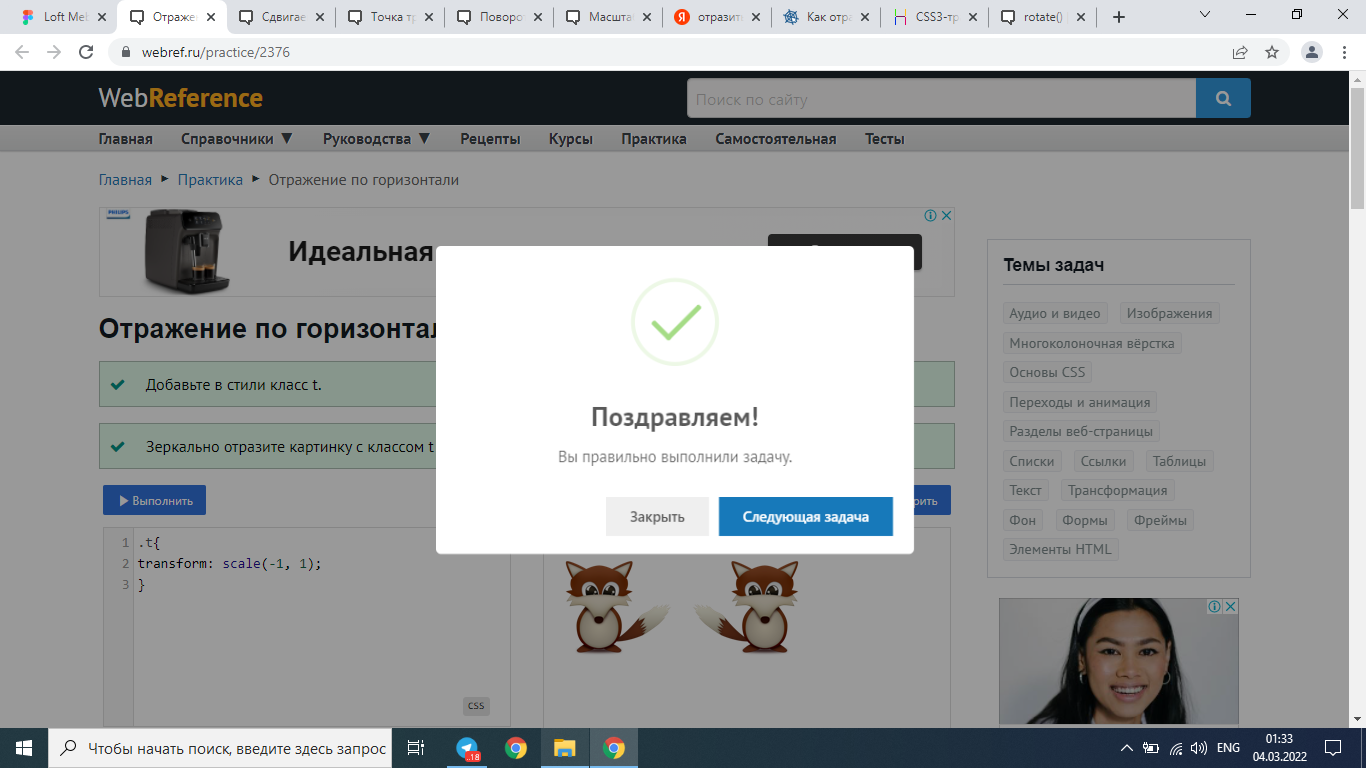 Loft Met
Отражен
Сдвигае
Точка тр
Поворо
Масшта
отразит
Как отра
CSS3-тр
rotate()
webref.ru/practice/2376
WebReference
Поиск по сайту
Главная Справочники ▼ Руководства ▼ Рецепты Курсы Практика Самостоятельная Тесты
Главная ▸ Практика ▸ Отражение по горизонтали
PHILIPS
Идеальная
Отражение по горизонтал
Добавьте в стили класс t.
Зеркально отразите картинку с классом t
Выполнить
рить
1 .t{
2 transform: scale(-1, 1);
3 }
CSS
Поздравляем!
Вы правильно выполнили задачу.
Закрыть
Следующая задача
Темы задач
Аудио и видео Изображения
Многоколоночная вёрстка
Основы CSS
Переходы и анимация
Разделы веб-страницы
Списки Ссылки Таблицы
Текст Трансформация
Фон Формы Фреймы
Элементы HTML
Чтобы начать поиск, введите здесь запрос
..18
ENG
01:33
04.03.2022